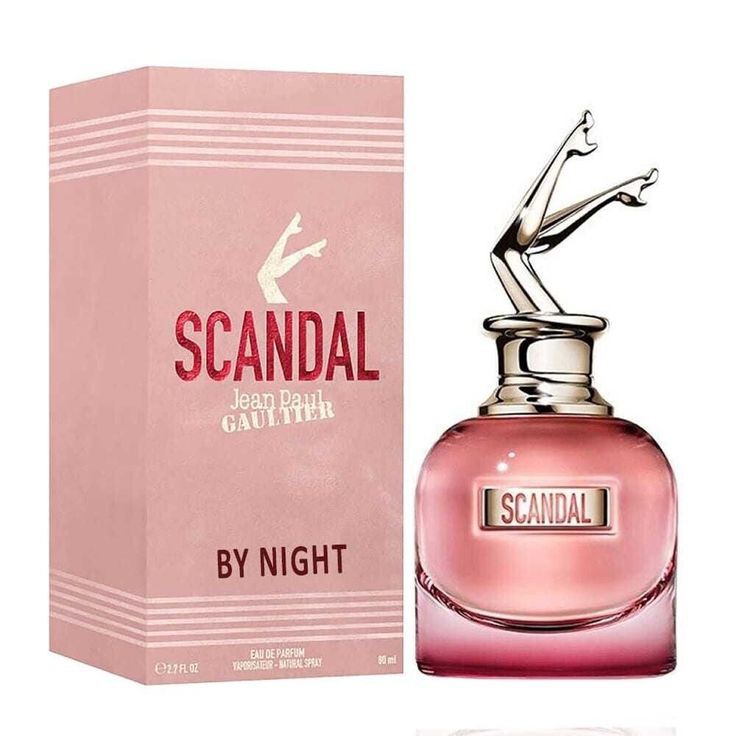 SCANDAL
Jean Paul
GAULTIER
BY NIGHT
EAU DE PARFUM
VAPORISATEUR - NATURAL SPRAY
℮ 2.7 FL OZ
80 ml
SCANDAL